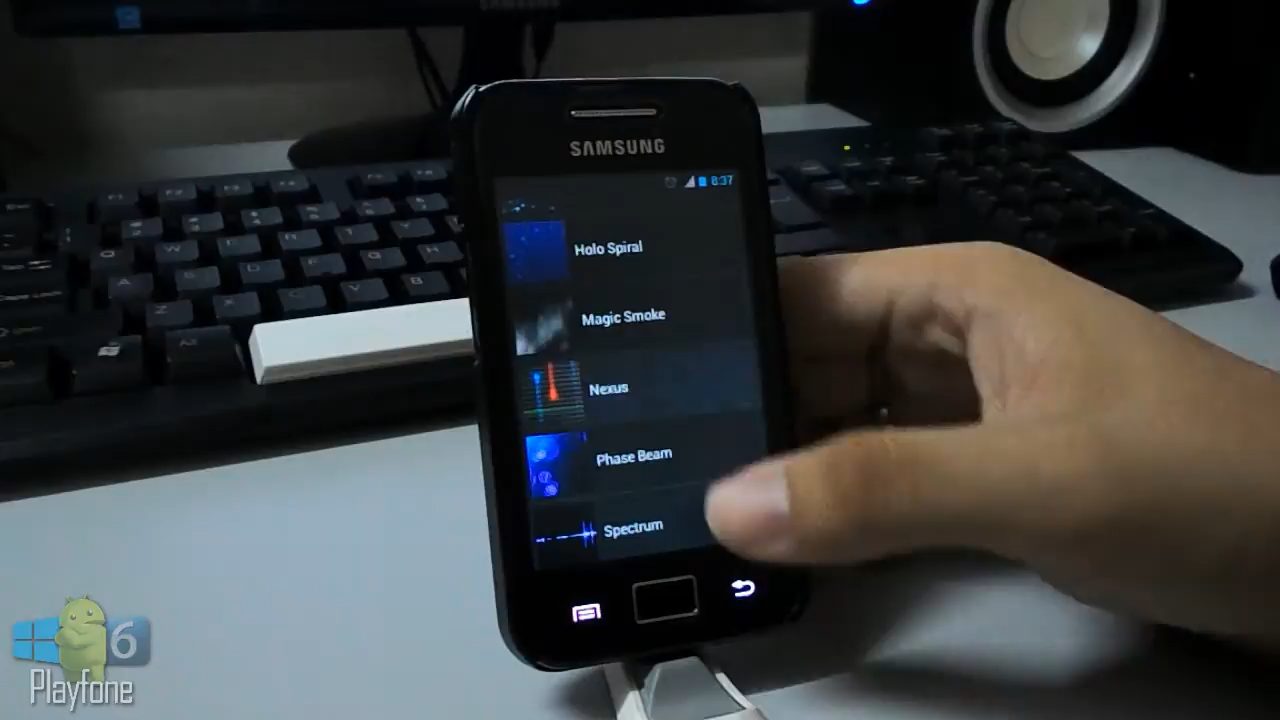 SAMSUNG
8:37
Holo Spiral
Magic Smoke
Nexus
Phase Beam
Spectrum
6
Playfone